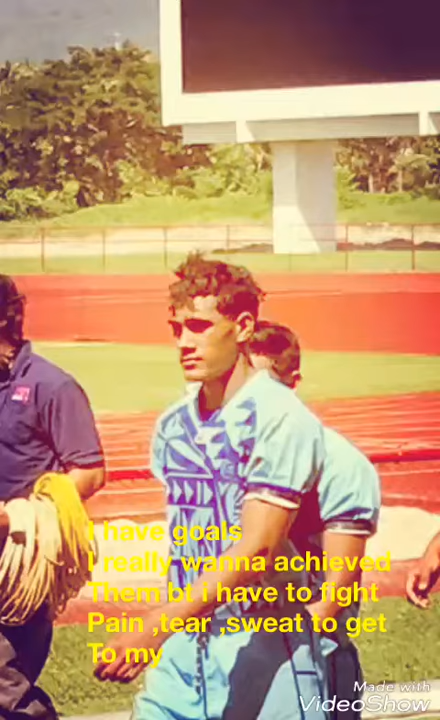 I have goals
I really wanna achieved
Them bt i have to fight
Pain ,tear ,sweat to get
To my
Made with
VideoShow